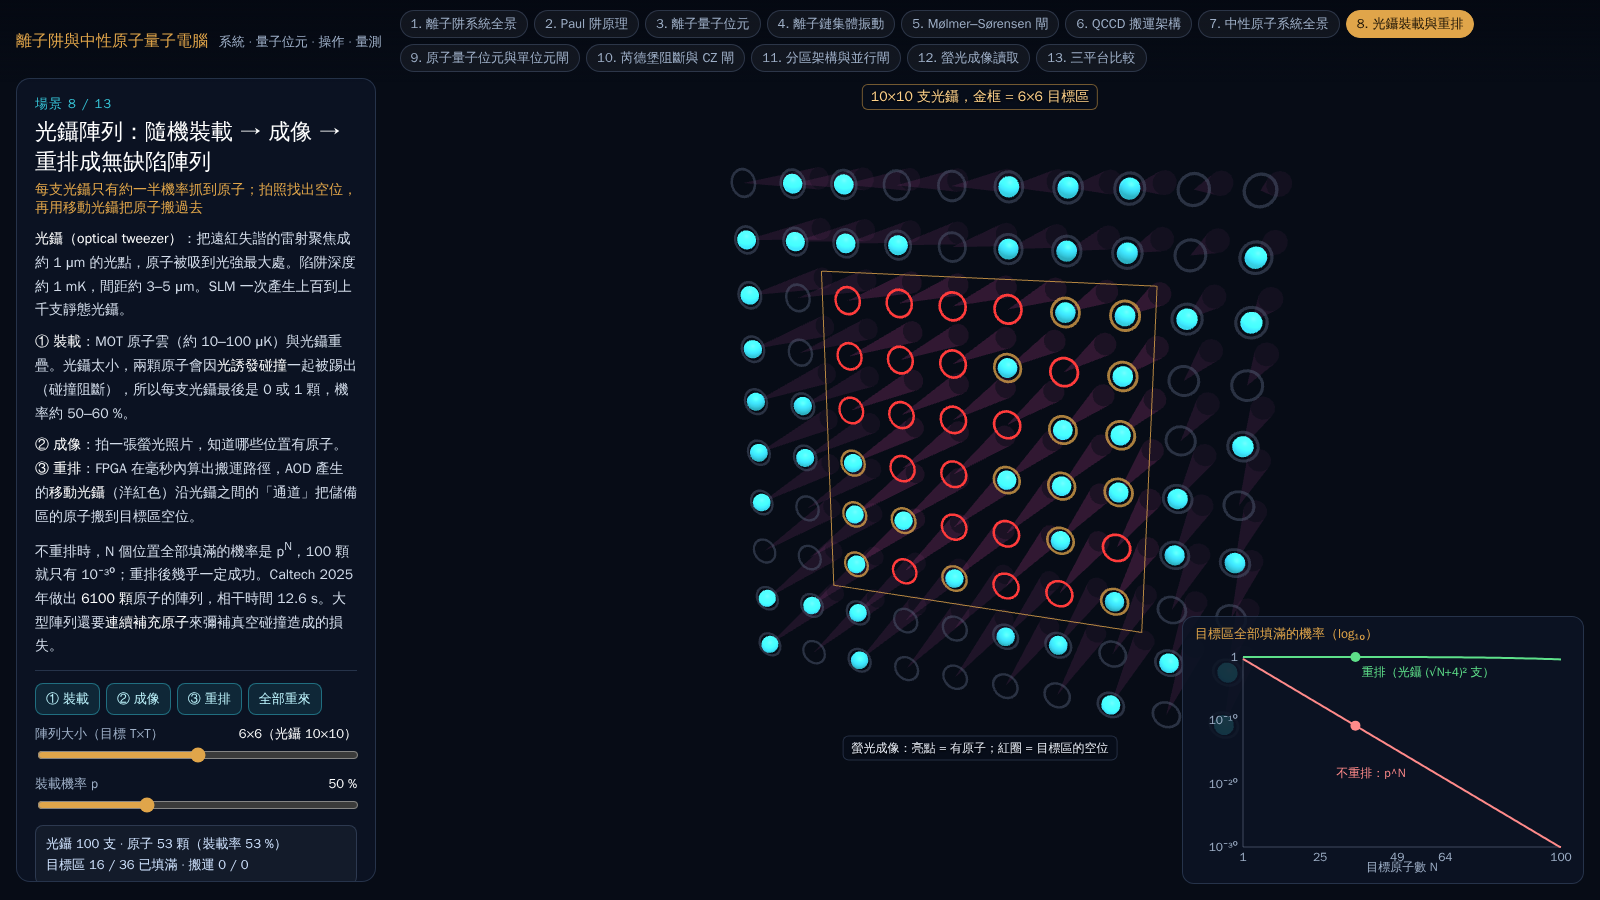 離子阱與中性原子量子電腦 系統 · 量子位元 · 操作 · 量測
1. 離子阱系統全景
2. Paul 阱原理
3. 離子量子位元
4. 離子鏈集體振動
5. Mølmer–Sørensen 閘
6. QCCD 搬運架構
7. 中性原子系統全景
8. 光鑷裝載與重排
9. 原子量子位元與單位元閘
10. 芮德堡阻斷與 CZ 閘
11. 分區架構與並行閘
12. 螢光成像讀取
13. 三平台比較
場景 8 / 13
光鑷陣列：隨機裝載 → 成像 →
重排成無缺陷陣列
每支光鑷只有約一半機率抓到原子；拍照找出空位，
再用移動光鑷把原子搬過去
光鑷（optical tweezer）：把遠紅失諧的雷射聚焦成
約 1 μm 的光點，原子被吸到光強最大處。陷阱深度
約 1 mK，間距約 3–5 μm。SLM 一次產生上百到上
千支靜態光鑷。
① 裝載：MOT 原子雲（約 10–100 μK）與光鑷重
疊。光鑷太小，兩顆原子會因光誘發碰撞一起被踢出
（碰撞阻斷），所以每支光鑷最後是 0 或 1 顆，機
率約 50–60 %。
② 成像：拍一張螢光照片，知道哪些位置有原子。
③ 重排：FPGA 在毫秒內算出搬運路徑，AOD 產生
的移動光鑷（洋紅色）沿光鑷之間的「通道」把儲備
區的原子搬到目標區空位。
不重排時，N 個位置全部填滿的機率是 pᴺ，100 顆
就只有 10⁻³⁰；重排後幾乎一定成功。Caltech 2025
年做出 6100 顆原子的陣列，相干時間 12.6 s。大
型陣列還要連續補充原子來彌補真空碰撞造成的損
失。
① 裝載
② 成像
③ 重排
全部重來
陣列大小（目標 T×T） 6×6（光鑷 10×10）
裝載機率 p 50 %
光鑷 100 支 · 原子 53 顆（裝載率 53 %）
目標區 16 / 36 已填滿 · 搬運 0 / 0
10×10 支光鑷，金框 = 6×6 目標區
螢光成像：亮點 = 有原子；紅圈 = 目標區的空位
目標區全部填滿的機率（log₁₀）
1
重排（光鑷 (√N+4)² 支）
10⁻¹⁰
不重排：p^N
10⁻²⁰
10⁻³⁰
1 25 49 64 100
目標原子數 N